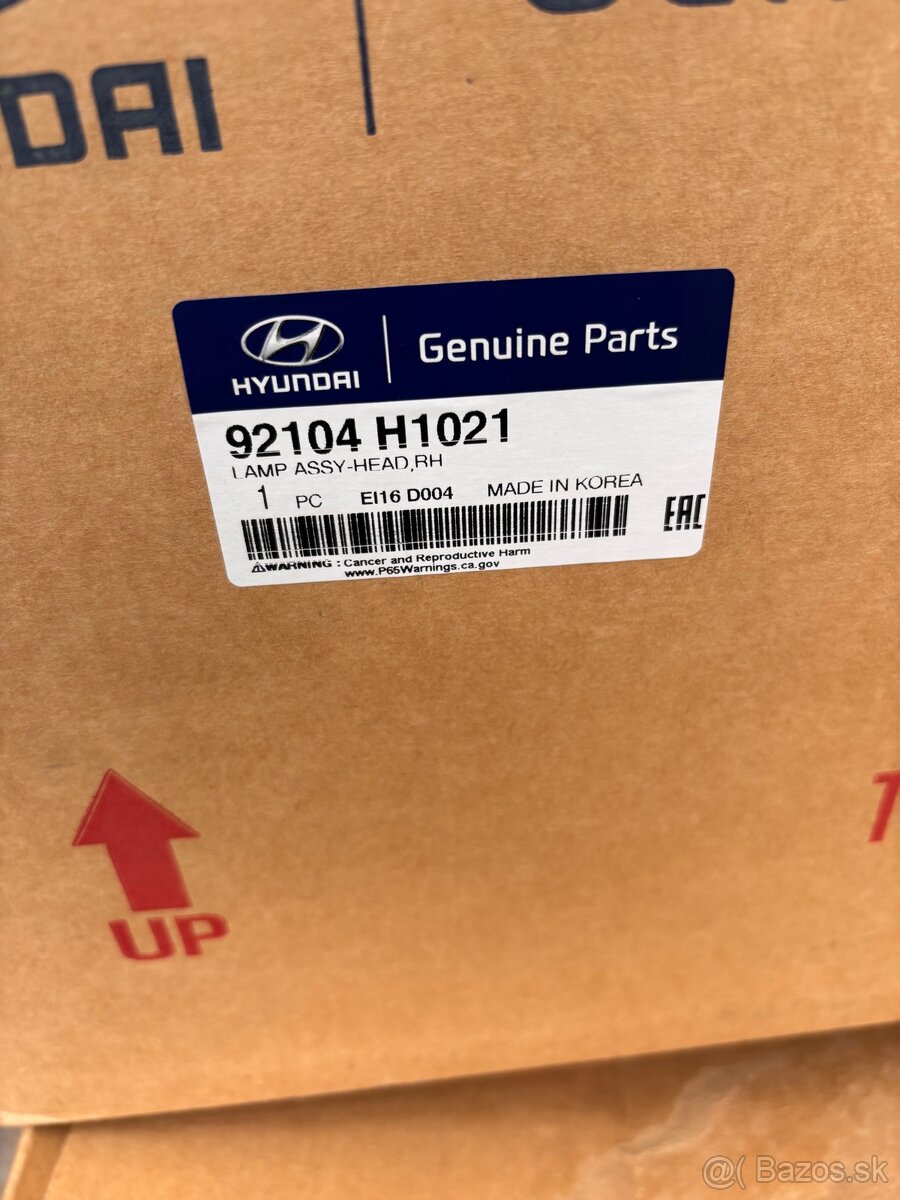 DAI
HYUNDAI
Genuine Parts
92104 H1021
LAMP ASSY-HEAD,RH
1 PC EI16 D004 MADE IN KOREA
EAC
⚠WARNING : Cancer and Reproductive Harm
www.P65Warnings.ca.gov
UP
@( Bazos.sk